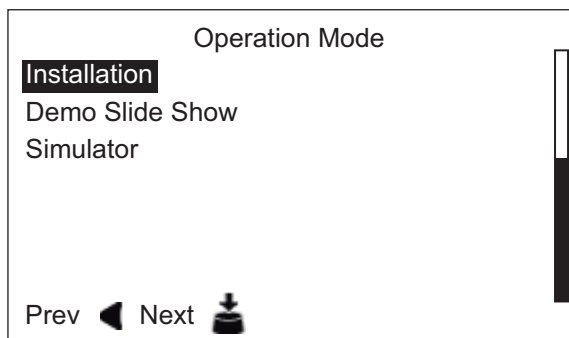 Operation Mode
Installation
Demo Slide Show
Simulator
Prev Next